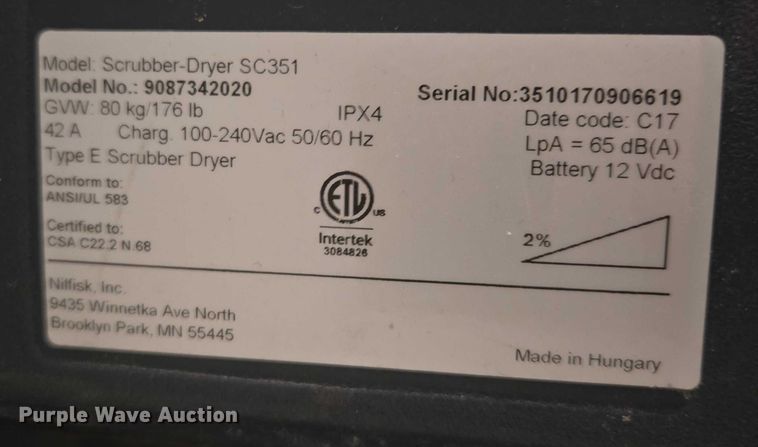 Model: Scrubber-Dryer SC351
Model No.: 9087342020
GVW: 80 kg/176 lb
IPX4
42 A Charg. 100-240Vac 50/60 Hz
Type E Scrubber Dryer
Serial No:3510170906619
Date code: C17
LpA = 65 dB(A)
Battery 12 Vdc
Conform to:
ANSI/UL 583
Certified to:
CSA C22.2 N.68
C ETL US
Intertek
3084826
2%
Nilfisk, Inc.
9435 Winnetka Ave North
Brooklyn Park, MN 55445
Made in Hungary
Purple Wave Auction